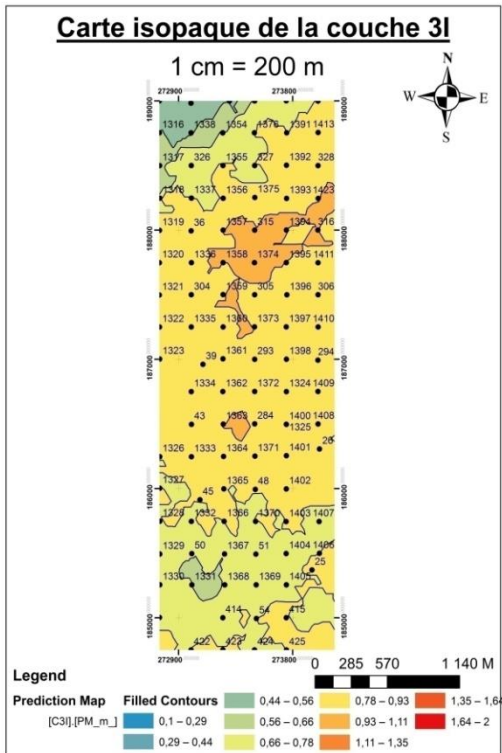 Carte isopaque de la couche 3I
1 cm = 200 m
N
W E
S
272900 273800
189000 189000
1316 1338 1354 1376 1391 1413
1317 326 1355 327 1392 328
1318 1337 1356 1375 1393 1423
1319 36 1357 315 1394 316
188000 188000
1320 1336 1358 1374 1395 1411
1321 304 1359 305 1396 306
1322 1335 1360 1373 1397 1410
1323 39 1361 293 1398 294
187000 187000
1334 1362 1372 1324 1409
43 1363 284 1400 1408
1325
1326 1333 1364 1371 1401 26
1327 45 1365 48 1402
186000 186000
1328 1332 1366 1370 1403 1407
1329 50 1367 51 1404 1406
1330 1331 1368 1369 1405 25
414 54 415
185000 185000
422 423 424 425
272900 273800
Legend
0 285 570 1 140 M
Prediction Map Filled Contours
[C3I].[PM_m_]
0,1 – 0,29
0,29 – 0,44
0,44 – 0,56
0,56 – 0,66
0,66 – 0,78
0,78 – 0,93
0,93 – 1,11
1,11 – 1,35
1,35 – 1,64
1,64 – 2